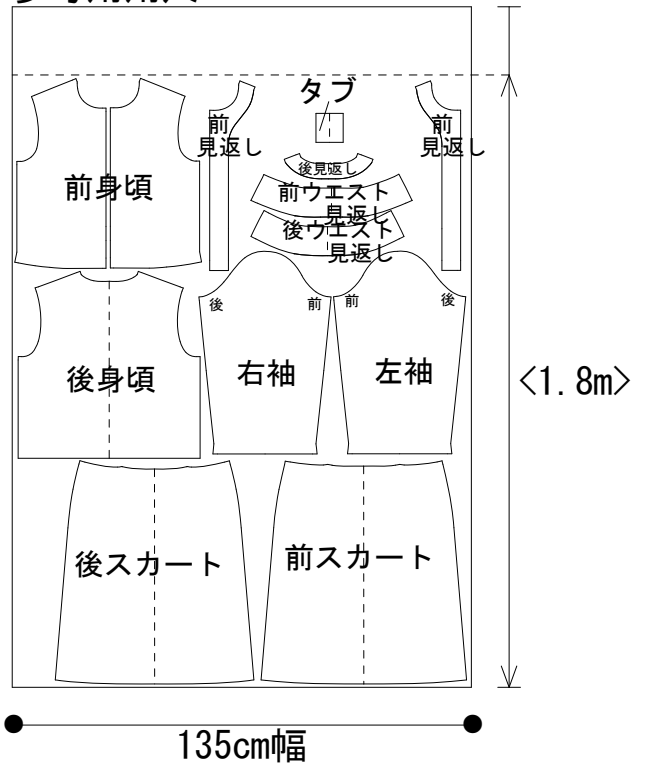 タブ
前
見返し
前
見返し
後見返し
前身頃
前ウエスト
見返し
後ウエスト
見返し
後
前
前
後
後身頃
右袖
左袖
<1.8m>
後スカート
前スカート
135cm幅